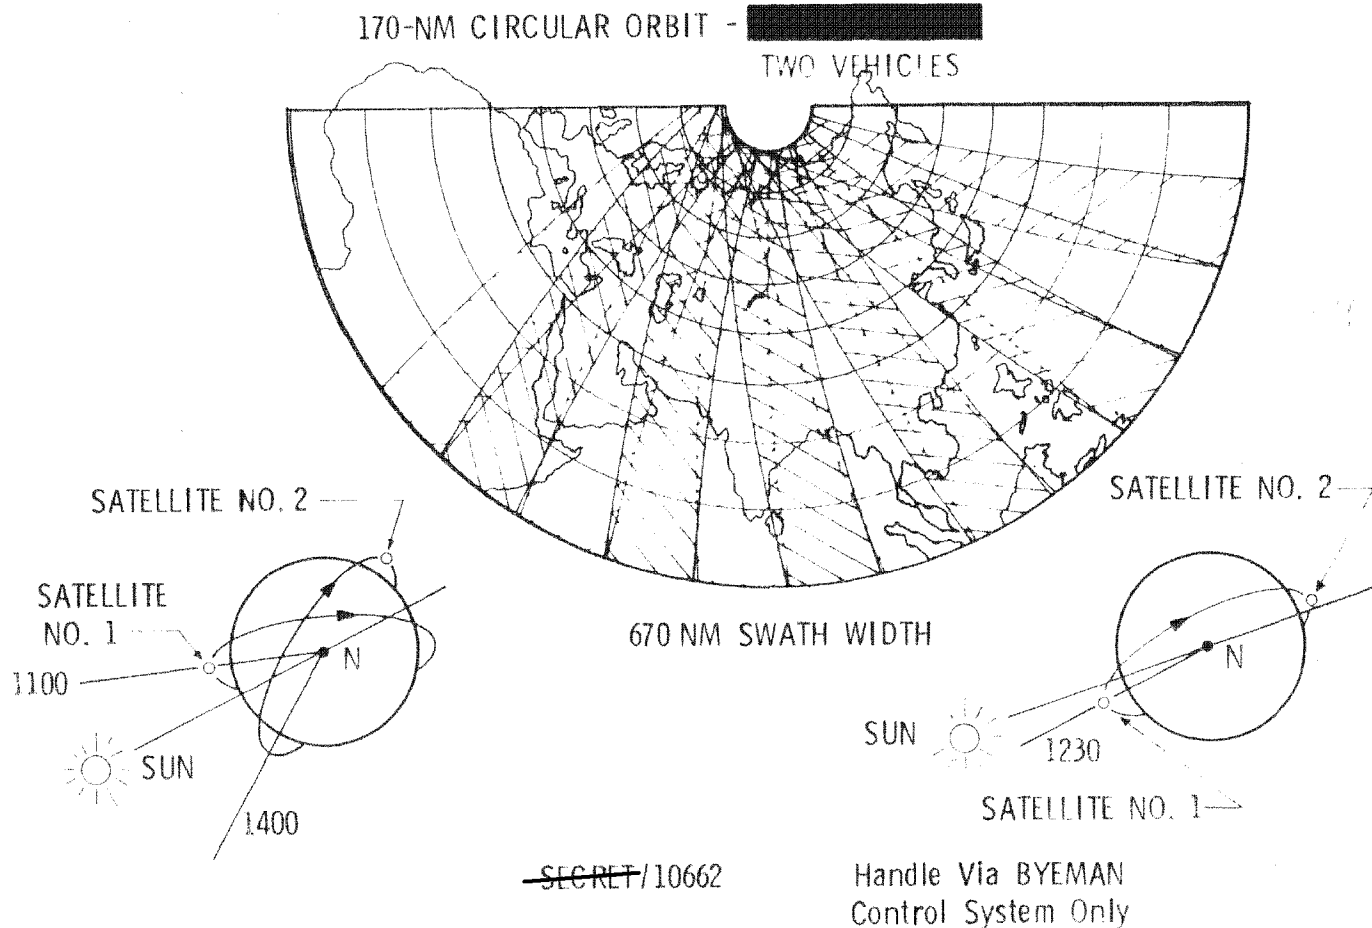 170-NM CIRCULAR ORBIT -
TWO VEHICLES
SATELLITE NO. 2
SATELLITE
NO. 1
1100
N
SUN
1400
670 NM SWATH WIDTH
SATELLITE NO. 2
N
SUN
1230
SATELLITE NO. 1
SECRET/10662
Handle Via BYEMAN
Control System Only